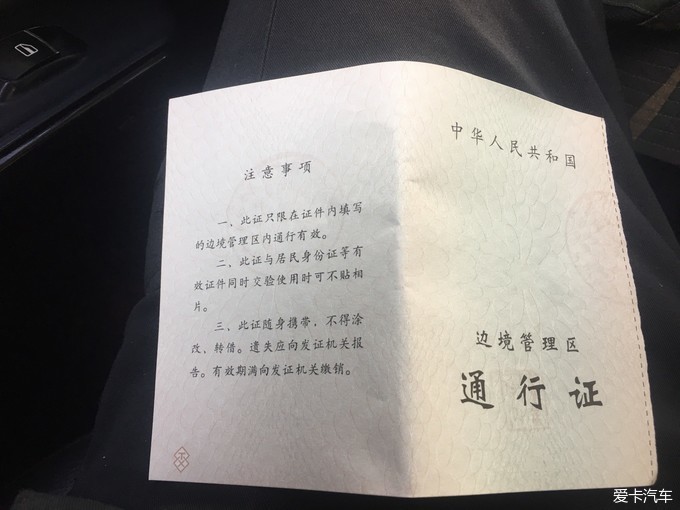 注意事项
一、此证只限在证件内填写
的边境管理区内通行有效。
二、此证与居民身份证等有
效证件同时交验使用时可不贴相
片。
三、此证随身携带，不得涂
改、转借。遗失应向发证机关报
告。有效期满向发证机关缴销。
中华人民共和国
边境管理区
通行证
爱卡汽车